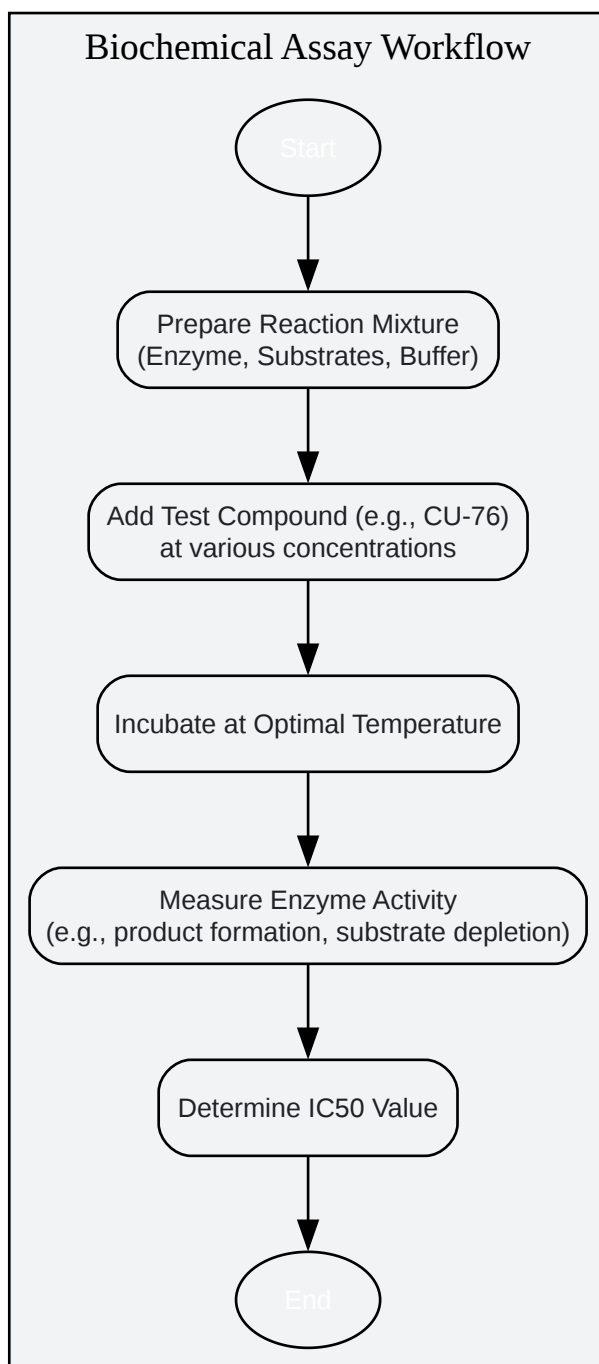 Biochemical Assay Workflow
Start
Prepare Reaction Mixture
(Enzyme, Substrates, Buffer)
Add Test Compound (e.g., CU-76)
at various concentrations
Incubate at Optimal Temperature
Measure Enzyme Activity
(e.g., product formation, substrate depletion)
Determine IC50 Value
End